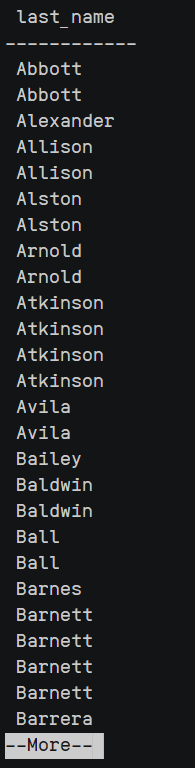 last_name
------------
Abbott
Abbott
Alexander
Allison
Allison
Alston
Alston
Arnold
Arnold
Atkinson
Atkinson
Atkinson
Atkinson
Avila
Avila
Bailey
Baldwin
Baldwin
Ball
Ball
Barnes
Barnett
Barnett
Barnett
Barnett
Barrera
--More--